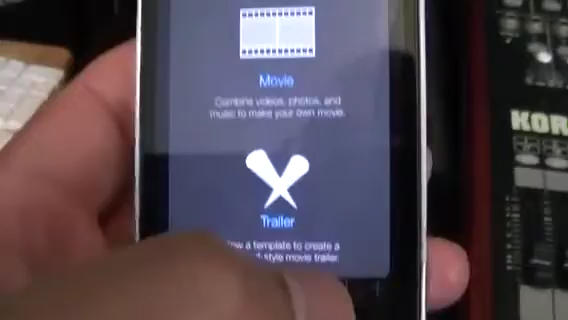 Movie
Combine videos, photos, and
music to make your own movie.
Trailer
a template to create a
style movie trailer.
KOR